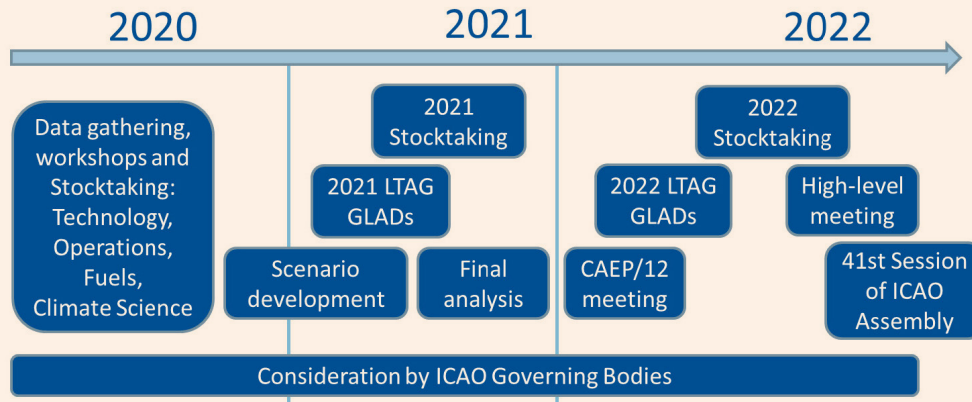 2020
2021
2022
Data gathering,
workshops and
Stocktaking:
Technology,
Operations,
Fuels,
Climate Science
Scenario
development
2021 LTAG
GLADs
2021
Stocktaking
Final
analysis
CAEP/12
meeting
2022 LTAG
GLADs
2022
Stocktaking
High-level
meeting
41st Session
of ICAO
Assembly
Consideration by ICAO Governing Bodies